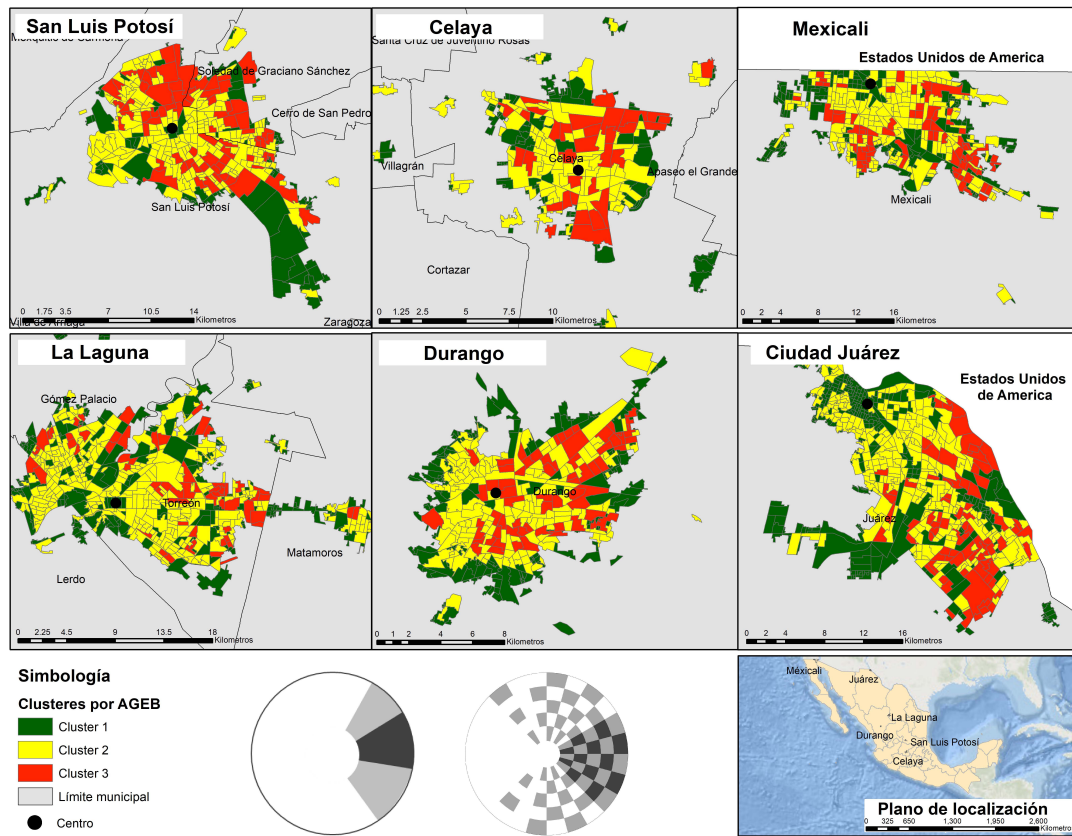 San Luis Potosí
Mexquitic de Carmona
Soledad de Graciano Sánchez
Cerro de San Pedro
San Luis Potosí
0 1.75 3.5 7 10.5 14
Kilometros
Villa de Arriaga
Zaragoza
Celaya
Santa Cruz de Juventino Rosas
Villagrán
Celaya
Apaseo el Grande
Cortazar
0 1.25 2.5 5 7.5 10
Kilometros
Mexicali
Estados Unidos de America
Mexicali
0 2 4 8 12 16
Kilometros
La Laguna
Gómez Palacio
Torreón
Matamoros
Lerdo
0 2.25 4.5 9 13.5 18
Kilometros
Durango
Durango
0 1 2 4 6 8
Kilometros
Ciudad Juárez
Estados Unidos
de America
Juárez
0 2 4 8 12 16
Kilometros
Simbología
Clusteres por AGEB
Cluster 1
Cluster 2
Cluster 3
Límite municipal
Centro
Méxicali
Juárez
La Laguna
Durango
San Luis Potosí
Celaya
Plano de localización
0 325 650 1,300 1,950 2,600